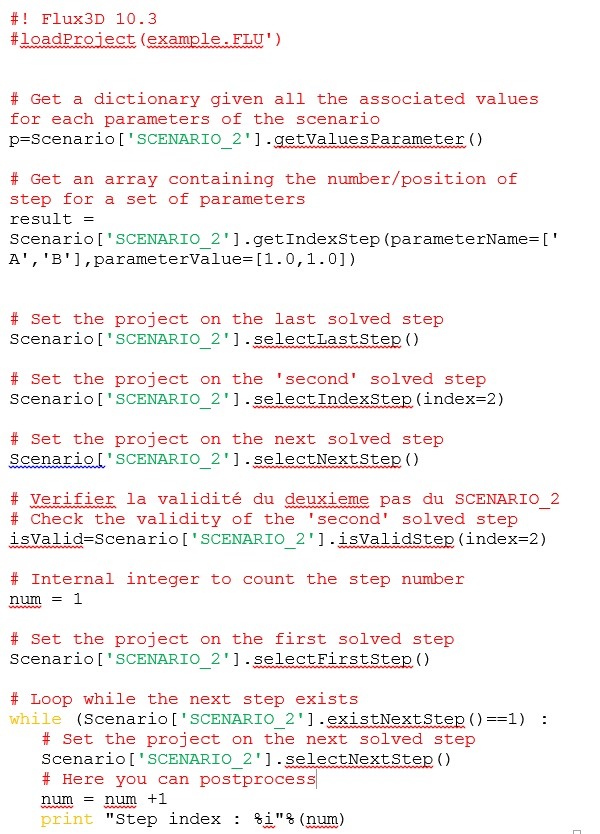 #! Flux3D 10.3
#loadProject(example.FLU')
# Get a dictionary given all the associated values
for each parameters of the scenario
p=Scenario['SCENARIO_2'].getValuesParameter()
# Get an array containing the number/position of
step for a set of parameters
result =
Scenario['SCENARIO_2'].getIndexStep(parameterName=['
A','B'],parameterValue=[1.0,1.0])
# Set the project on the last solved step
Scenario['SCENARIO_2'].selectLastStep()
# Set the project on the 'second' solved step
Scenario['SCENARIO_2'].selectIndexStep(index=2)
# Set the project on the next solved step
Scenario['SCENARIO_2'].selectNextStep()
# Verifier la validité du deuxieme pas du SCENARIO_2
# Check the validity of the 'second' solved step
isValid=Scenario['SCENARIO_2'].isValidStep(index=2)
# Internal integer to count the step number
num = 1
# Set the project on the first solved step
Scenario['SCENARIO_2'].selectFirstStep()
# Loop while the next step exists
while (Scenario['SCENARIO_2'].existNextStep()==1) :
# Set the project on the next solved step
Scenario['SCENARIO_2'].selectNextStep()
# Here you can postprocess
num = num +1
print "Step index : %i"%(num)